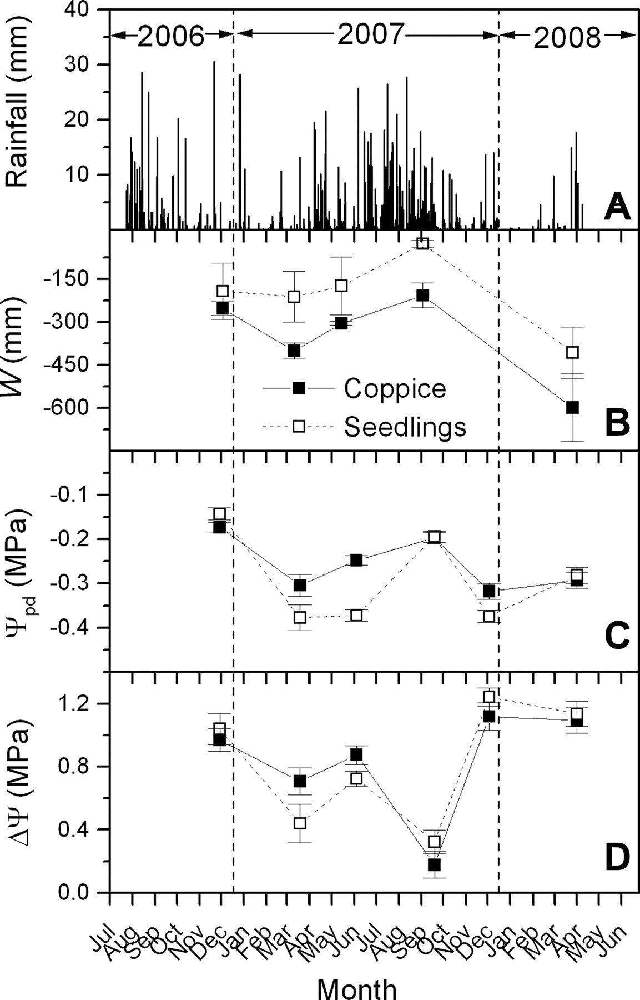 Rainfall (mm)
40
30
20
10
2006
2007
2008
A
W (mm)
-150
-300
-450
-600
Coppice
Seedlings
B
Ψpd (MPa)
-0.1
-0.2
-0.3
-0.4
C
ΔΨ (MPa)
1.2
0.8
0.4
0.0
D
Jul Aug Sep Oct Nov Dec Jan Feb Mar Apr May Jun Jul Aug Sep Oct Nov Dec Jan Feb Mar Apr May Jun
Month